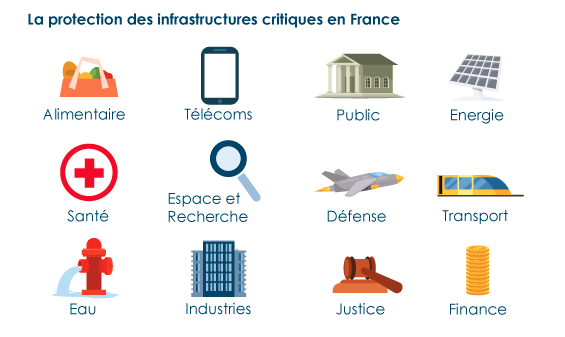 La protection des infrastructures critiques en France
Alimentaire
Télécoms
Public
Energie
Santé
Espace et
Recherche
Défense
Transport
Eau
Industries
Justice
Finance